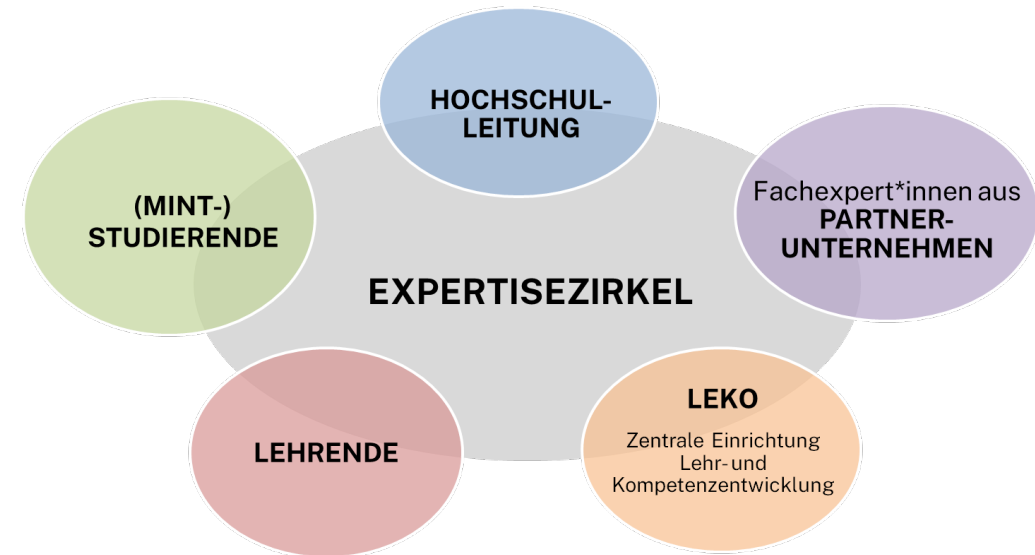 HOCHSCHUL-
LEITUNG
(MINT-)
STUDIERENDE
Fachexpert*innen aus
PARTNER-
UNTERNEHMEN
EXPERTISEZIRKEL
LEHRENDE
LEKO
Zentrale Einrichtung
Lehr- und
Kompetenzentwicklung